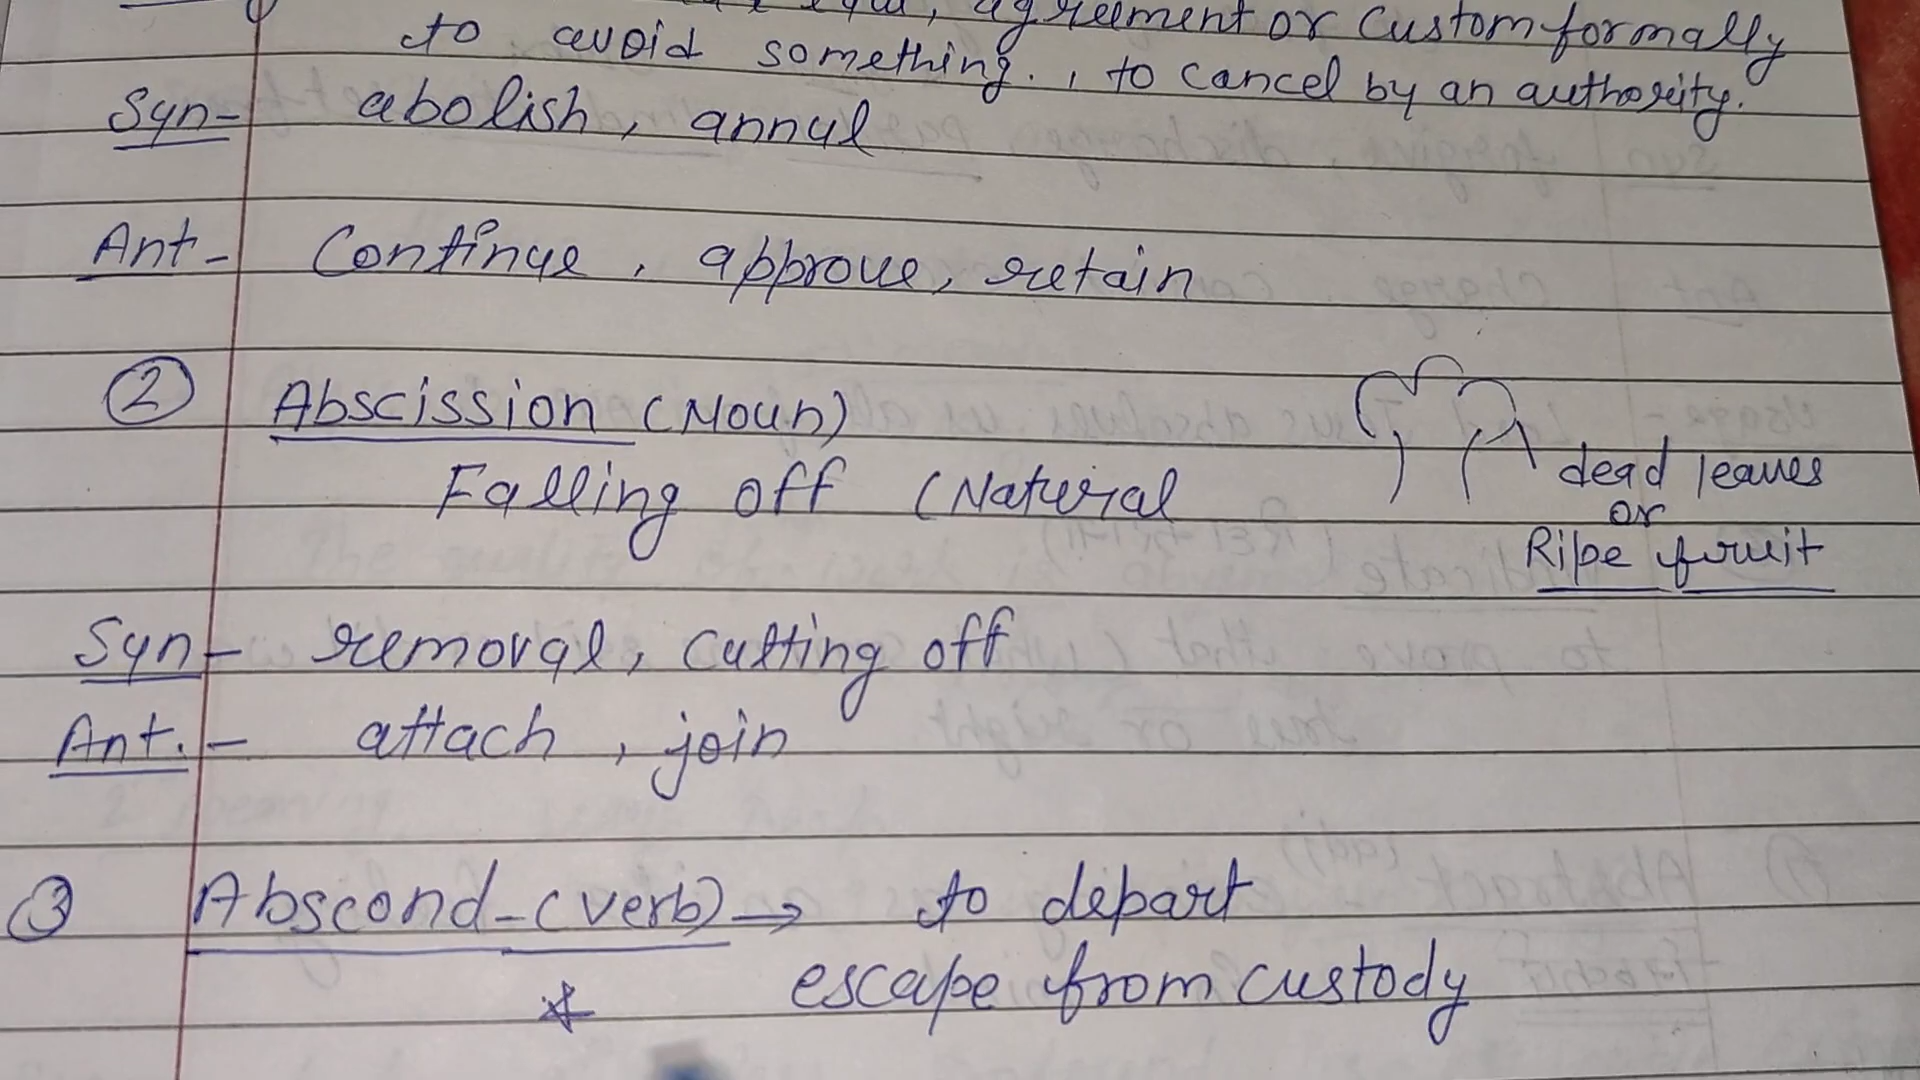 agreement or Custom formally
to avoid something. , to cancel by an authority.
Syn- abolish, annul
Ant- Continue, approve, retain
② Abscission (Noun)
Falling off (Natural
dead leaves
or
Ripe fruit
Syn- removal, Cutting off
Ant.- attach, join
③ Abscond-(verb) → to depart
* escape from custody